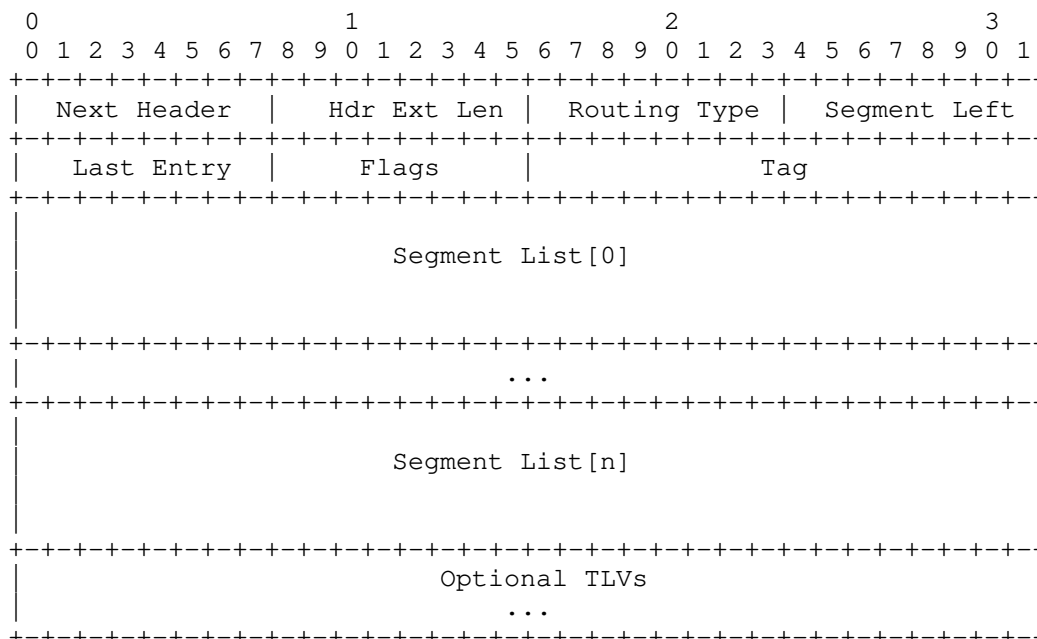 0                   1                   2                   3
 0 1 2 3 4 5 6 7 8 9 0 1 2 3 4 5 6 7 8 9 0 1 2 3 4 5 6 7 8 9 0 1
+-+-+-+-+-+-+-+-+-+-+-+-+-+-+-+-+-+-+-+-+-+-+-+-+-+-+-+-+-+-+-+-
|  Next Header  |   Hdr Ext Len |  Routing Type |  Segment Left
+-+-+-+-+-+-+-+-+-+-+-+-+-+-+-+-+-+-+-+-+-+-+-+-+-+-+-+-+-+-+-+-
|   Last Entry  |     Flags     |              Tag
+-+-+-+-+-+-+-+-+-+-+-+-+-+-+-+-+-+-+-+-+-+-+-+-+-+-+-+-+-+-+-+-
|
|                       Segment List[0]
|
|
+-+-+-+-+-+-+-+-+-+-+-+-+-+-+-+-+-+-+-+-+-+-+-+-+-+-+-+-+-+-+-+-
|                              ...
+-+-+-+-+-+-+-+-+-+-+-+-+-+-+-+-+-+-+-+-+-+-+-+-+-+-+-+-+-+-+-+-
|
|                       Segment List[n]
|
|
+-+-+-+-+-+-+-+-+-+-+-+-+-+-+-+-+-+-+-+-+-+-+-+-+-+-+-+-+-+-+-+-
|                          Optional TLVs
|                              ...
+-+-+-+-+-+-+-+-+-+-+-+-+-+-+-+-+-+-+-+-+-+-+-+-+-+-+-+-+-+-+-+-